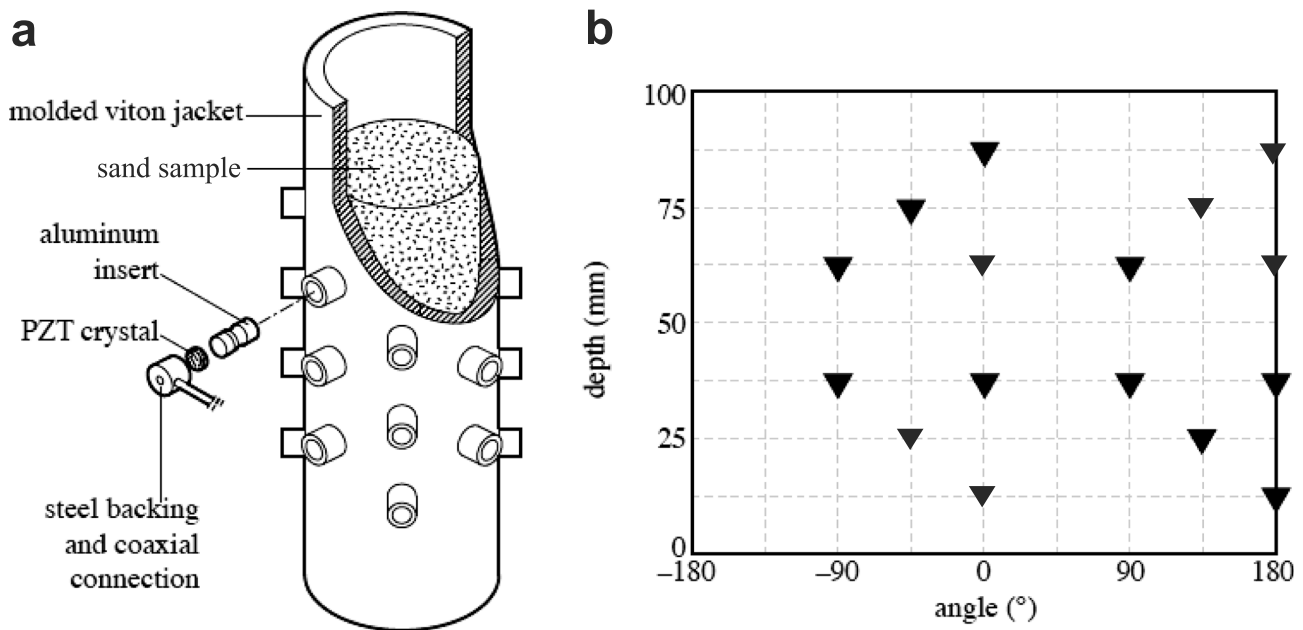 a
molded viton jacket
sand sample
aluminum
insert
PZT crystal
steel backing
and coaxial
connection
b
100
75
50
25
0
depth (mm)
–180
–90
0
90
180
angle (°)